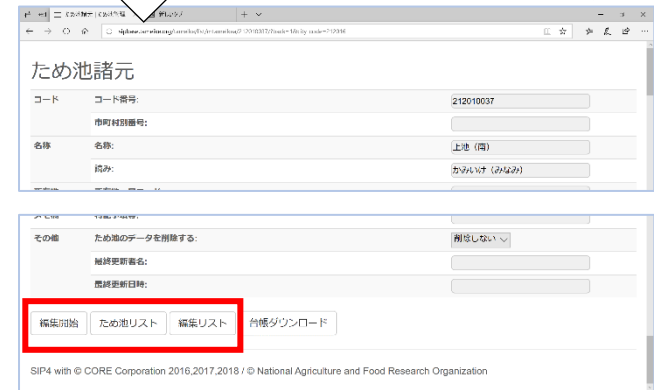 ため池諸元
コード コード番号: 212010037
市町村別番号:
名称 名称: 上池（南）
読み: かみいけ（みなみ）
その他 ため池のデータを削除する: 削除しない
最終更新者名:
最終更新日時:
編集開始 ため池リスト 編集リスト 台帳ダウンロード
SIP4 with © CORE Corporation 2016,2017,2018 / © National Agriculture and Food Research Organization